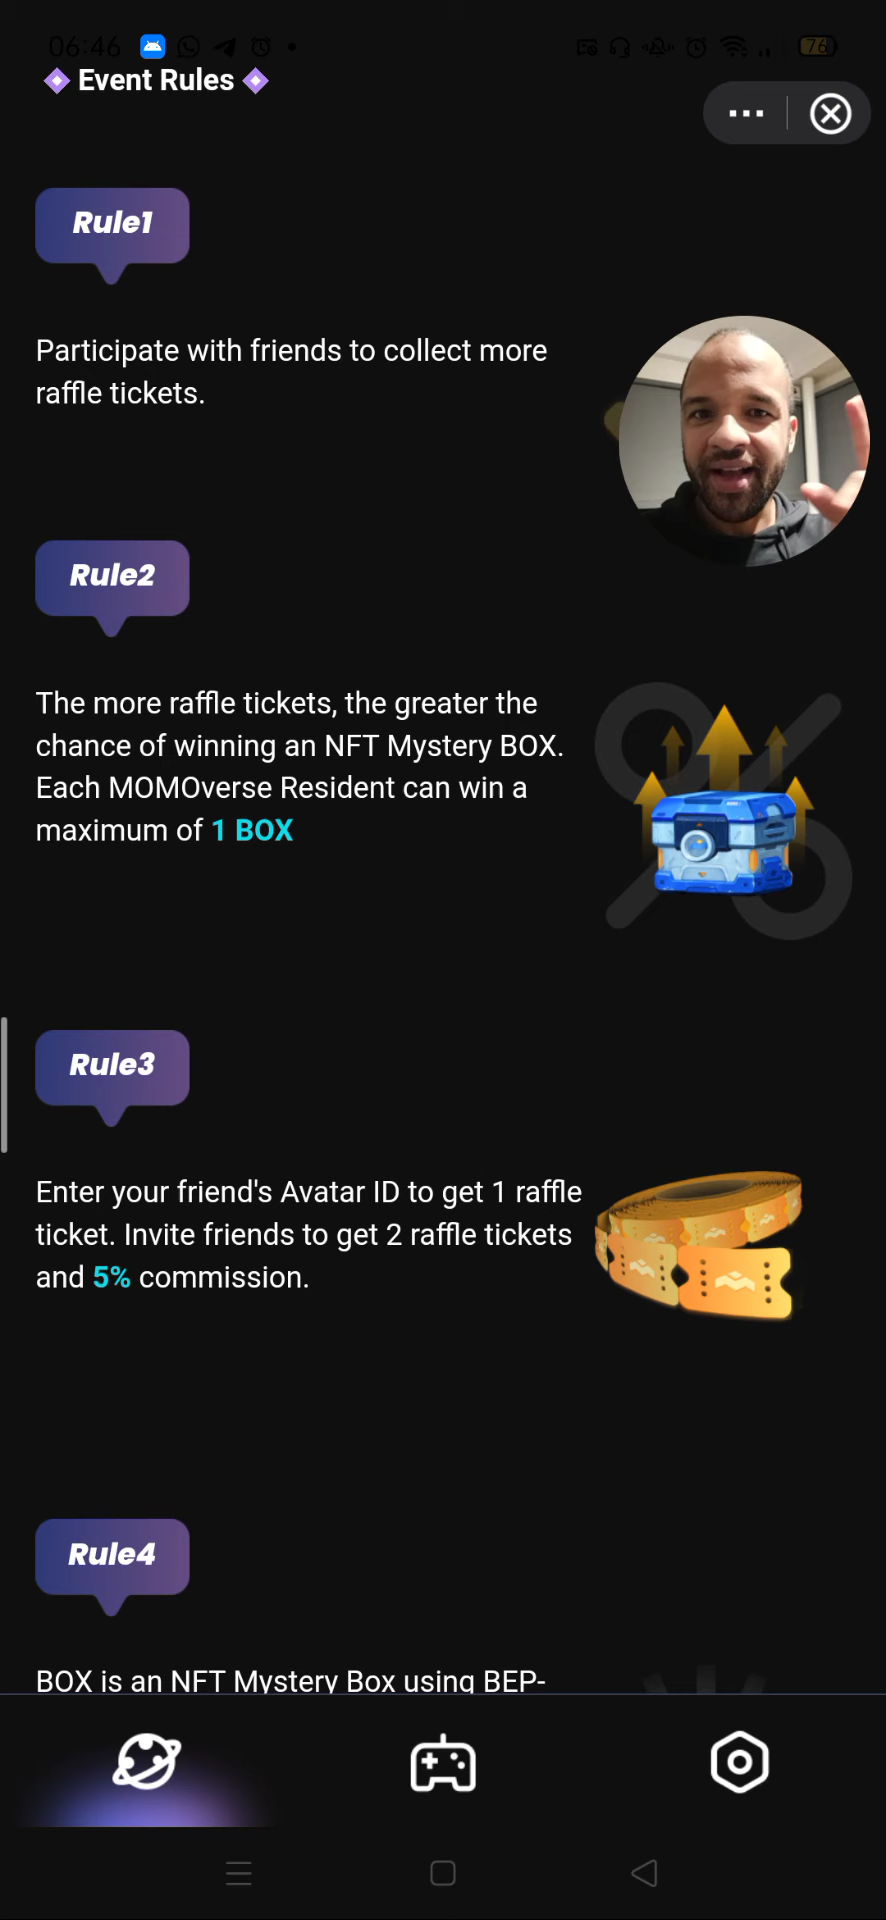 06:46
76
Event Rules
Rule1
Participate with friends to collect more
raffle tickets.
Rule2
The more raffle tickets, the greater the
chance of winning an NFT Mystery BOX.
Each MOMOverse Resident can win a
maximum of 1 BOX
Rule3
Enter your friend's Avatar ID to get 1 raffle
ticket. Invite friends to get 2 raffle tickets
and 5% commission.
Rule4
BOX is an NFT Mystery Box using BEP-